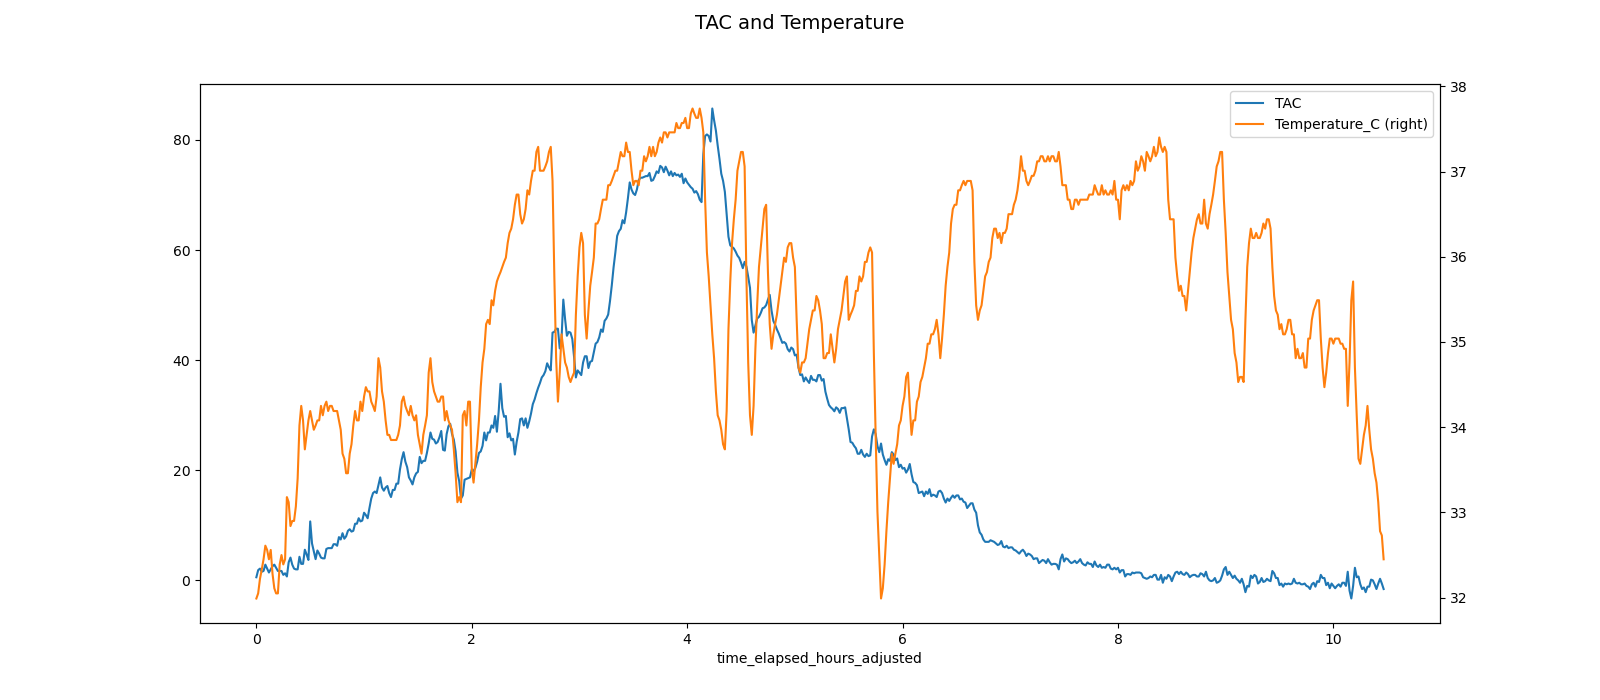 TAC and Temperature
TAC
Temperature_C (right)
80
60
40
20
0
38
37
36
35
34
33
32
0 2 4 6 8 10
time_elapsed_hours_adjusted